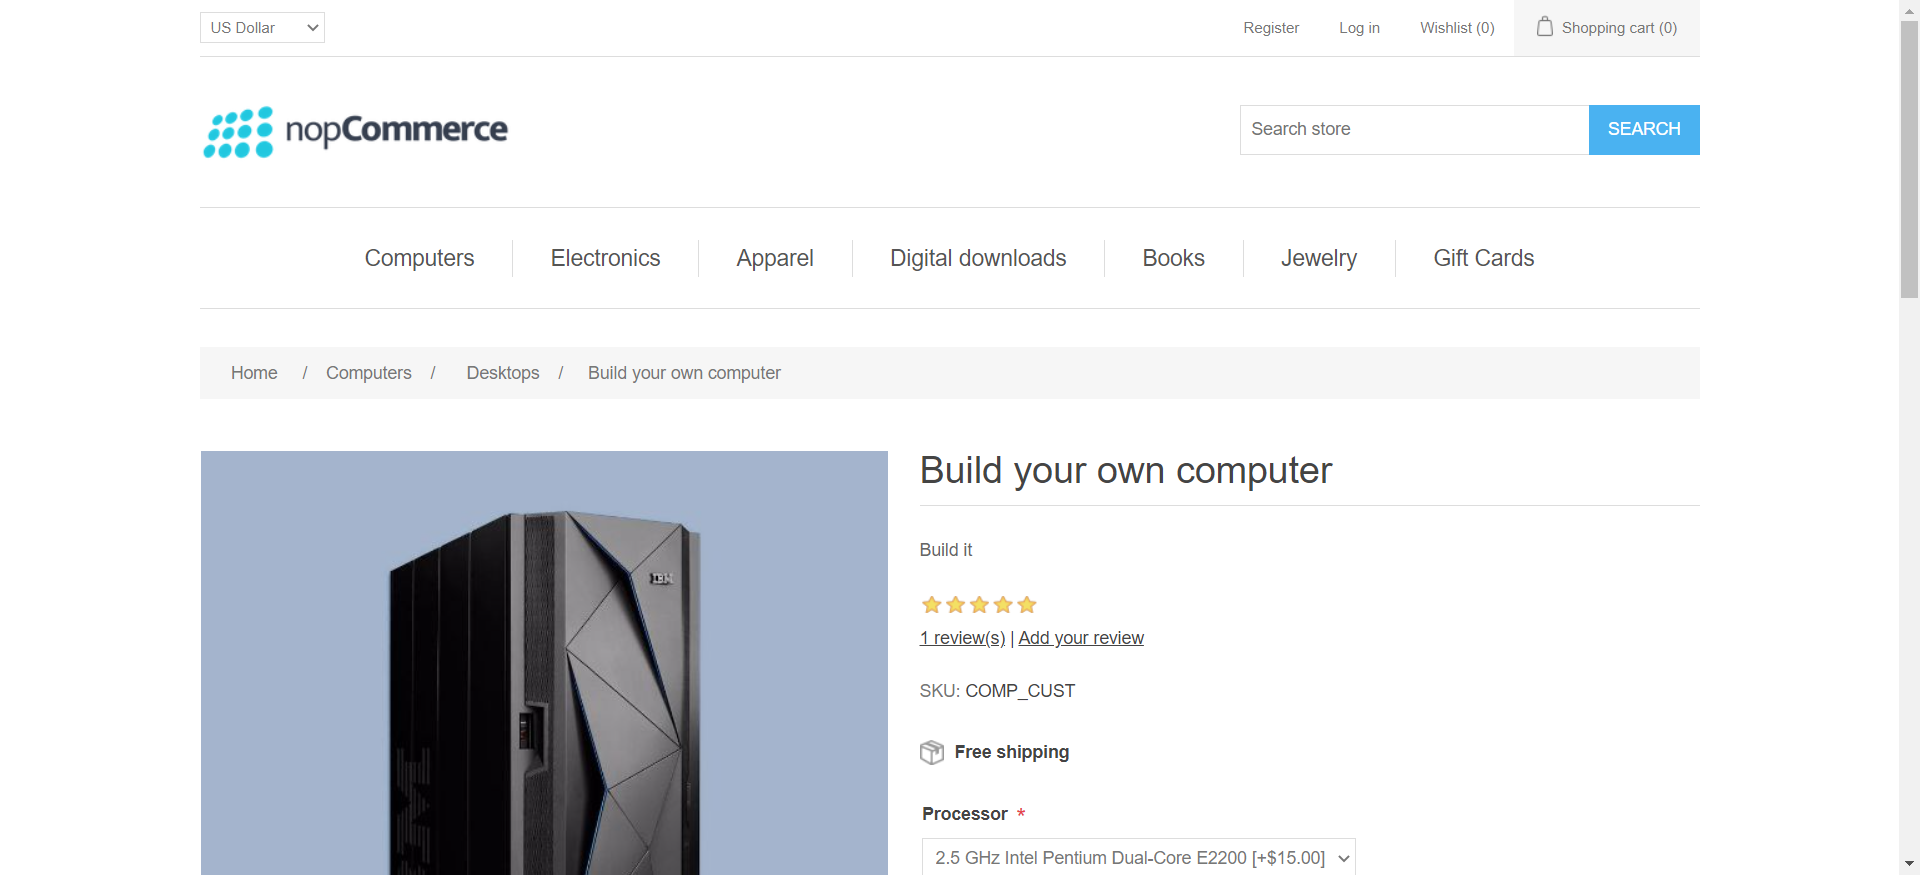 US Dollar
Register
Log in
Wishlist (0)
Shopping cart (0)
nopCommerce
Search store
SEARCH
Computers
Electronics
Apparel
Digital downloads
Books
Jewelry
Gift Cards
Home / Computers / Desktops / Build your own computer
Build your own computer
Build it
1 review(s) | Add your review
SKU: COMP_CUST
Free shipping
Processor *
2.5 GHz Intel Pentium Dual-Core E2200 [+$15.00]
IBM
IBM